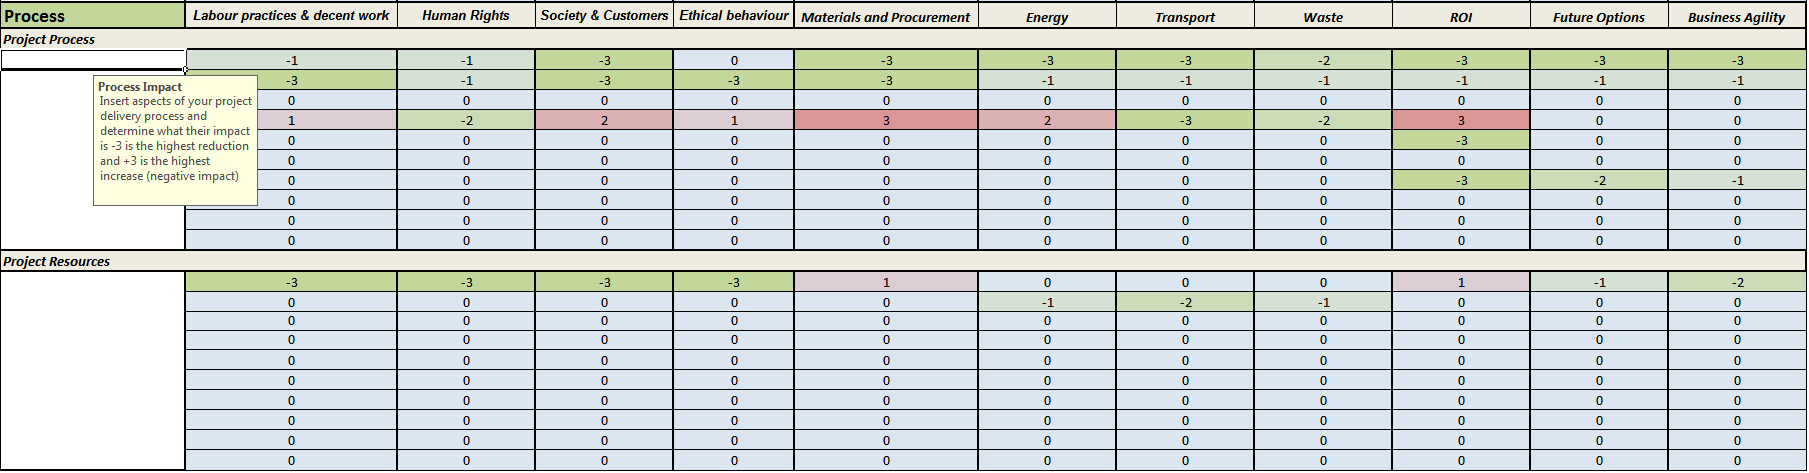 Process Labour practices & decent work Human Rights Society & Customers Ethical behaviour Materials and Procurement Energy Transport Waste ROI Future Options Business Agility
Project Process
-1 -1 -3 0 -3 -3 -3 -2 -3 -3 -3
-3 -1 -3 -3 -3 -1 -1 -1 -1 -1 -1
0 0 0 0 0 0 0 0 0 0 0
1 -2 2 1 3 2 -3 -2 3 0 0
0 0 0 0 0 0 0 0 -3 0 0
0 0 0 0 0 0 0 0 0 0 0
0 0 0 0 0 0 0 0 -3 -2 -1
0 0 0 0 0 0 0 0 0 0 0
0 0 0 0 0 0 0 0 0 0 0
0 0 0 0 0 0 0 0 0 0 0
Process Impact
Insert aspects of your project
delivery process and
determine what their impact
is -3 is the highest reduction
and +3 is the highest
increase (negative impact)
Project Resources
-3 -3 -3 -3 1 0 0 0 1 -1 -2
0 0 0 0 0 -1 -2 -1 0 0 0
0 0 0 0 0 0 0 0 0 0 0
0 0 0 0 0 0 0 0 0 0 0
0 0 0 0 0 0 0 0 0 0 0
0 0 0 0 0 0 0 0 0 0 0
0 0 0 0 0 0 0 0 0 0 0
0 0 0 0 0 0 0 0 0 0 0
0 0 0 0 0 0 0 0 0 0 0
0 0 0 0 0 0 0 0 0 0 0